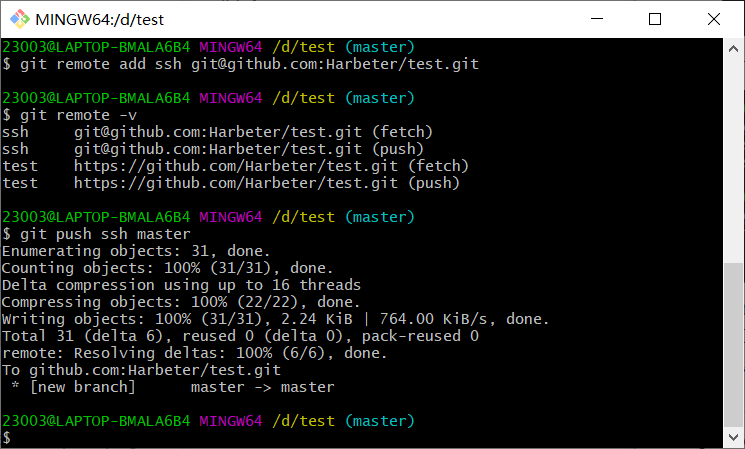 MINGW64:/d/test
23003@LAPTOP-BMALA6B4 MINGW64 /d/test (master)
$ git remote add ssh git@github.com:Harbeter/test.git
23003@LAPTOP-BMALA6B4 MINGW64 /d/test (master)
$ git remote -v
ssh     git@github.com:Harbeter/test.git (fetch)
ssh     git@github.com:Harbeter/test.git (push)
test    https://github.com/Harbeter/test.git (fetch)
test    https://github.com/Harbeter/test.git (push)
23003@LAPTOP-BMALA6B4 MINGW64 /d/test (master)
$ git push ssh master
Enumerating objects: 31, done.
Counting objects: 100% (31/31), done.
Delta compression using up to 16 threads
Compressing objects: 100% (22/22), done.
Writing objects: 100% (31/31), 2.24 KiB | 764.00 KiB/s, done.
Total 31 (delta 6), reused 0 (delta 0), pack-reused 0
remote: Resolving deltas: 100% (6/6), done.
To github.com:Harbeter/test.git
 * [new branch]      master -> master
23003@LAPTOP-BMALA6B4 MINGW64 /d/test (master)
$